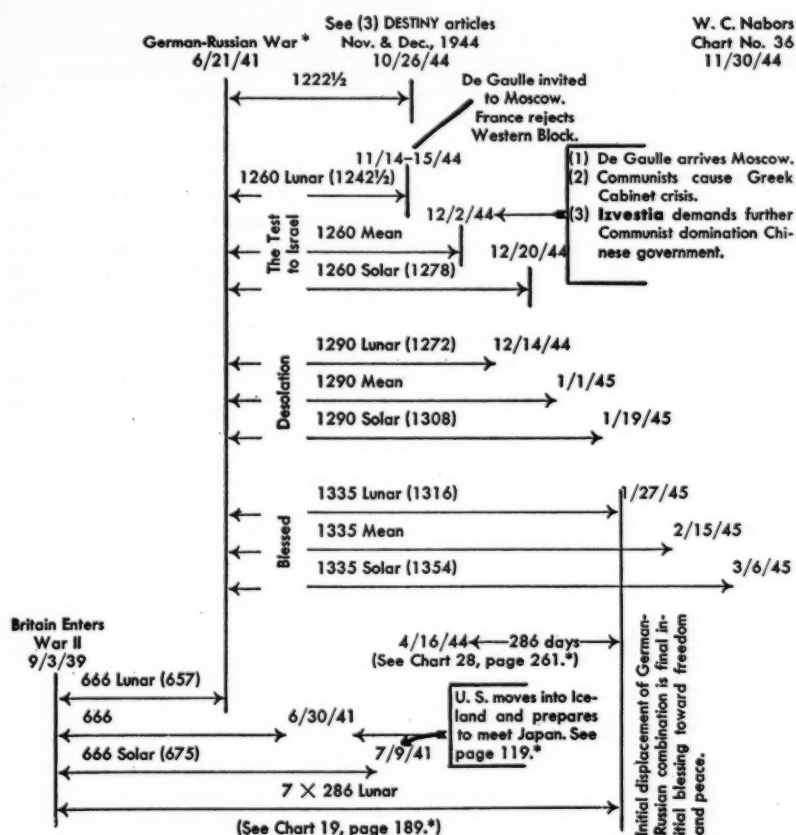 See (3) DESTINY articles
Nov. & Dec., 1944
10/26/44
W. C. Nabors
Chart No. 36
11/30/44
German-Russian War *
6/21/41
1222½
De Gaulle invited
to Moscow.
France rejects
Western Block.
11/14–15/44
1260 Lunar (1242½)
(1) De Gaulle arrives Moscow.
(2) Communists cause Greek
Cabinet crisis.
(3) Izvestia demands further
Communist domination Chi-
nese government.
12/2/44
The Test
to Israel
1260 Mean
12/20/44
1260 Solar (1278)
Desolation
1290 Lunar (1272)
12/14/44
1290 Mean
1/1/45
1290 Solar (1308)
1/19/45
Blessed
1335 Lunar (1316)
1/27/45
1335 Mean
2/15/45
1335 Solar (1354)
3/6/45
Britain Enters
War II
9/3/39
4/16/44
286 days
(See Chart 28, page 261.*)
666 Lunar (657)
666
6/30/41
U. S. moves into Ice-
land and prepares
to meet Japan. See
page 119.*
666 Solar (675)
7/9/41
7 X 286 Lunar
(See Chart 19, page 189.*)
Initial displacement of German-
Russian combination is final in-
itial blessing toward freedom
and peace.